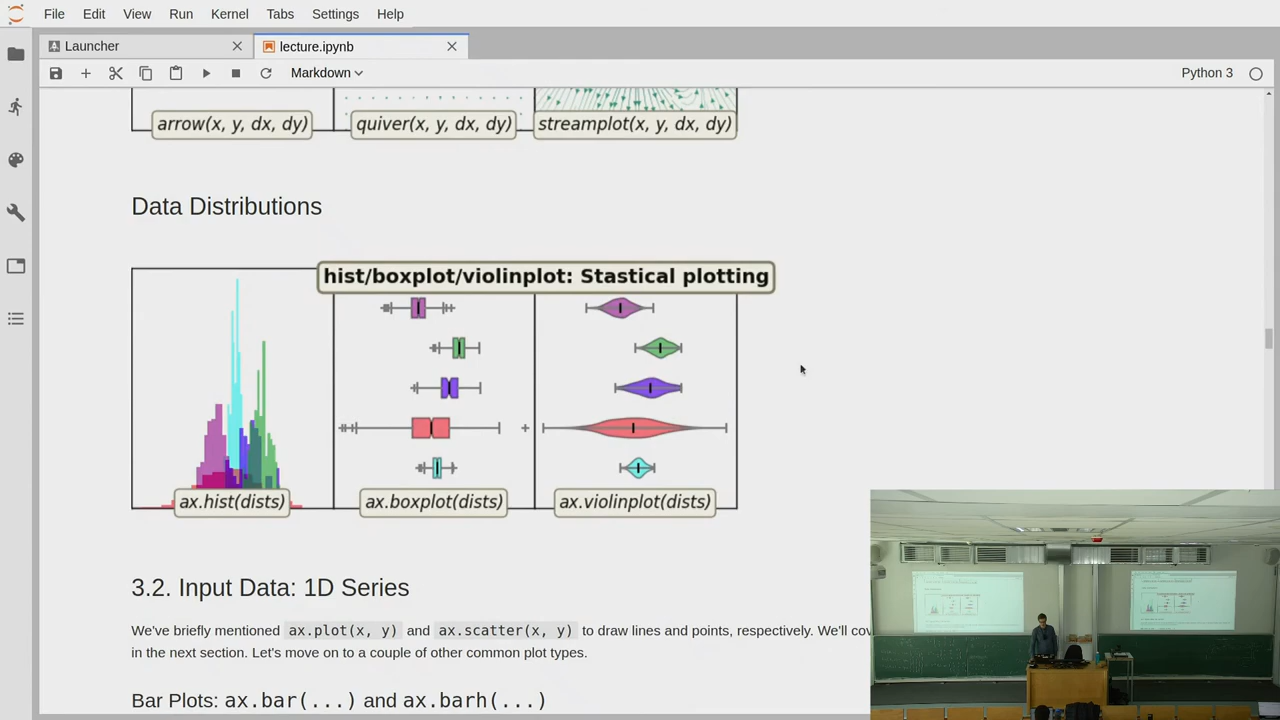 File Edit View Run Kernel Tabs Settings Help
Launcher
lecture.ipynb
Markdown
Python 3
arrow(x, y, dx, dy)
quiver(x, y, dx, dy)
streamplot(x, y, dx, dy)
Data Distributions
hist/boxplot/violinplot: Stastical plotting
ax.hist(dists)
ax.boxplot(dists)
ax.violinplot(dists)
3.2. Input Data: 1D Series
We've briefly mentioned ax.plot(x, y) and ax.scatter(x, y) to draw lines and points, respectively. We'll
in the next section. Let's move on to a couple of other common plot types.
Bar Plots: ax.bar(...) and ax.barh(...)